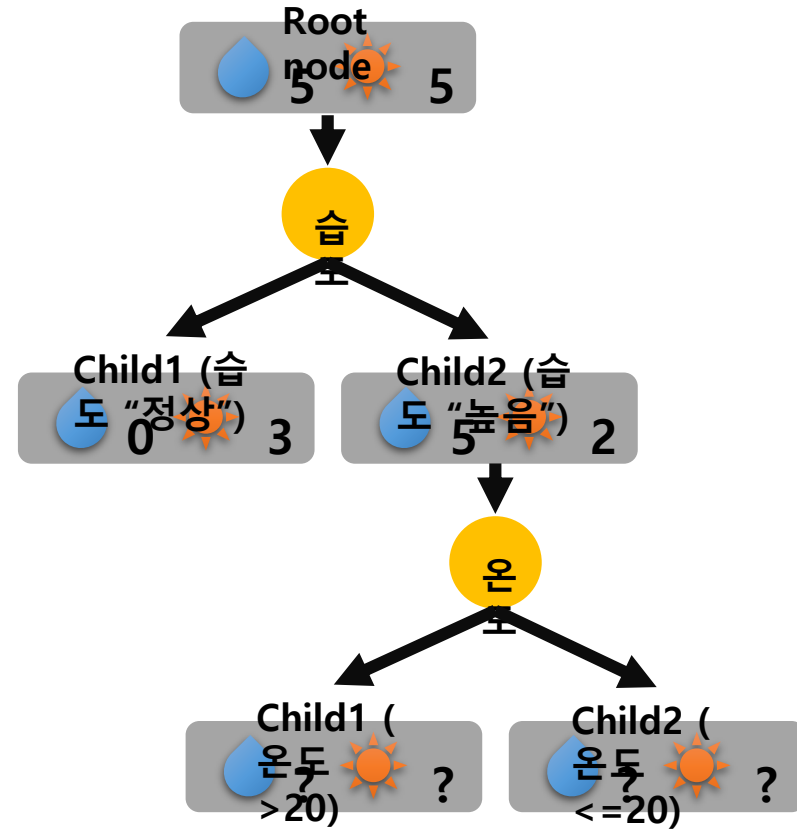 Root
node
5 5
습
도
Child1 (습
도 “정상”)
0 3
Child2 (습
도 “높음”)
5 2
온
도
Child1 (
온도
>20)
? ?
Child2 (
온도
<=20)
? ?